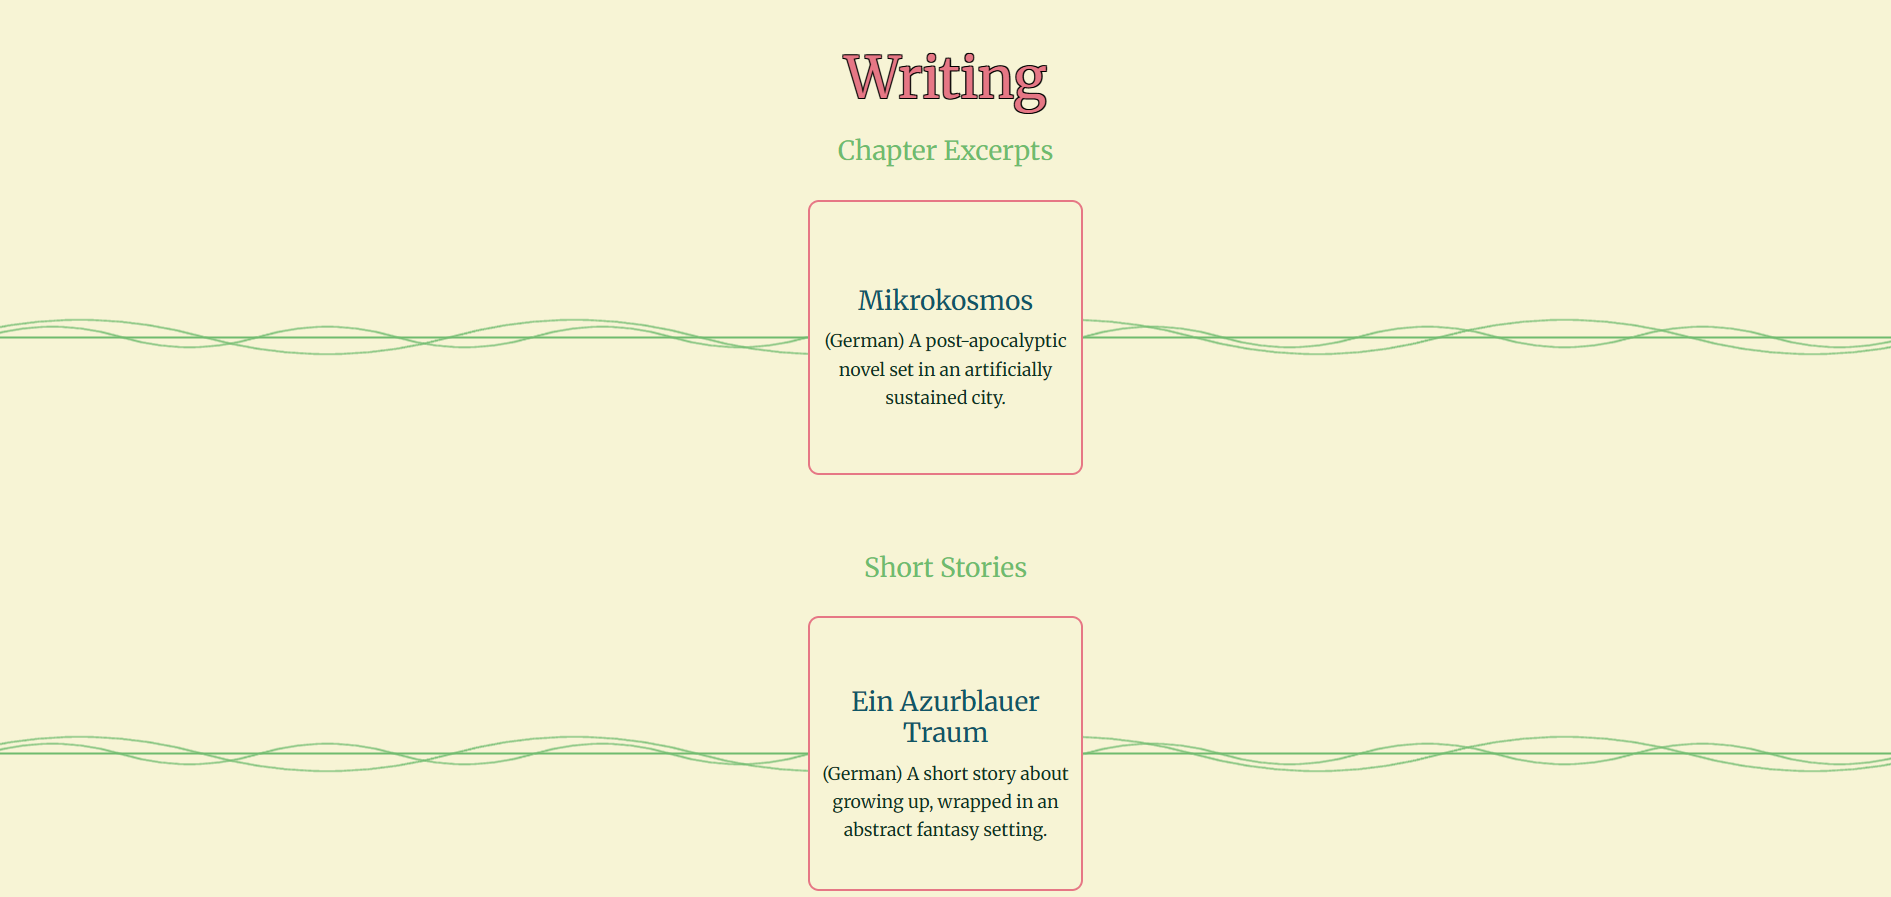 Writing
Chapter Excerpts
Mikrokosmos
(German) A post-apocalyptic
novel set in an artificially
sustained city.
Short Stories
Ein Azurblauer
Traum
(German) A short story about
growing up, wrapped in an
abstract fantasy setting.